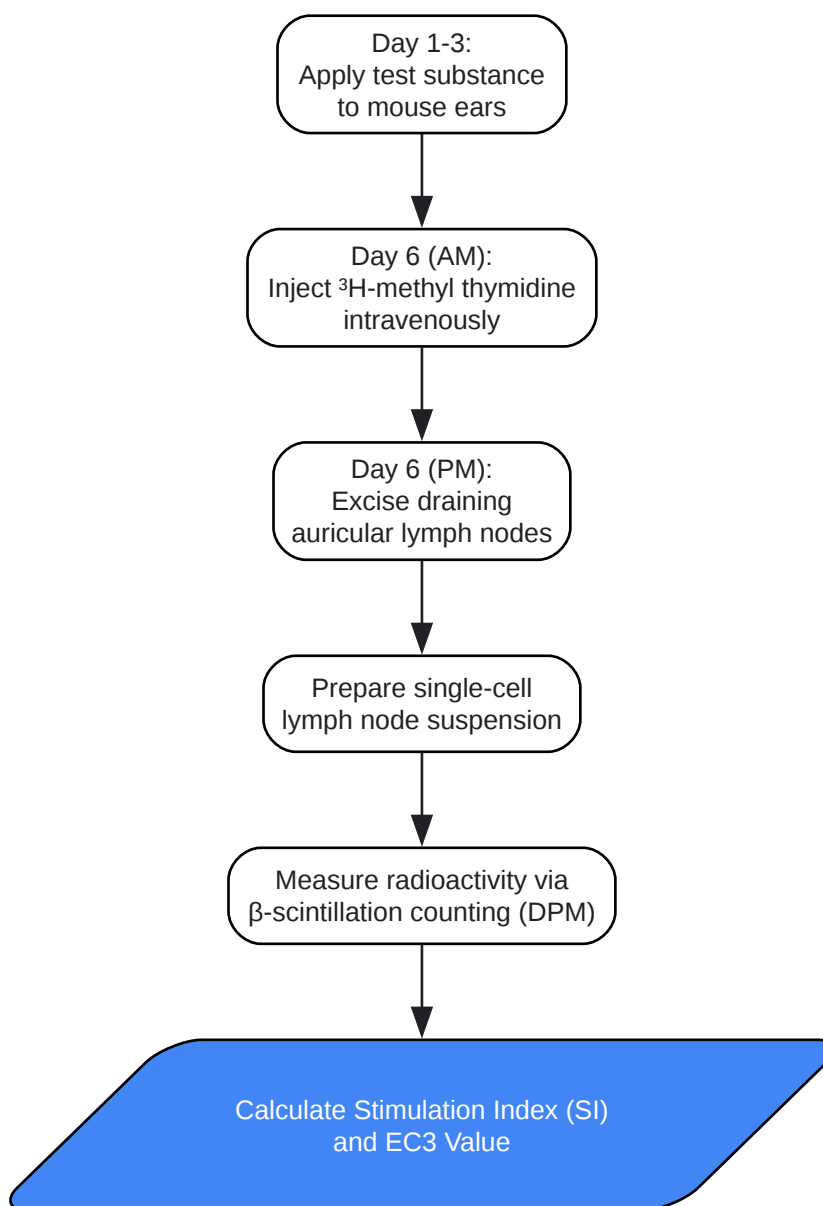 Day 1-3:
Apply test substance
to mouse ears
Day 6 (AM):
Inject ³H-methyl thymidine
intravenously
Day 6 (PM):
Excise draining
auricular lymph nodes
Prepare single-cell
lymph node suspension
Measure radioactivity via
β-scintillation counting (DPM)
Calculate Stimulation Index (SI)
and EC3 Value